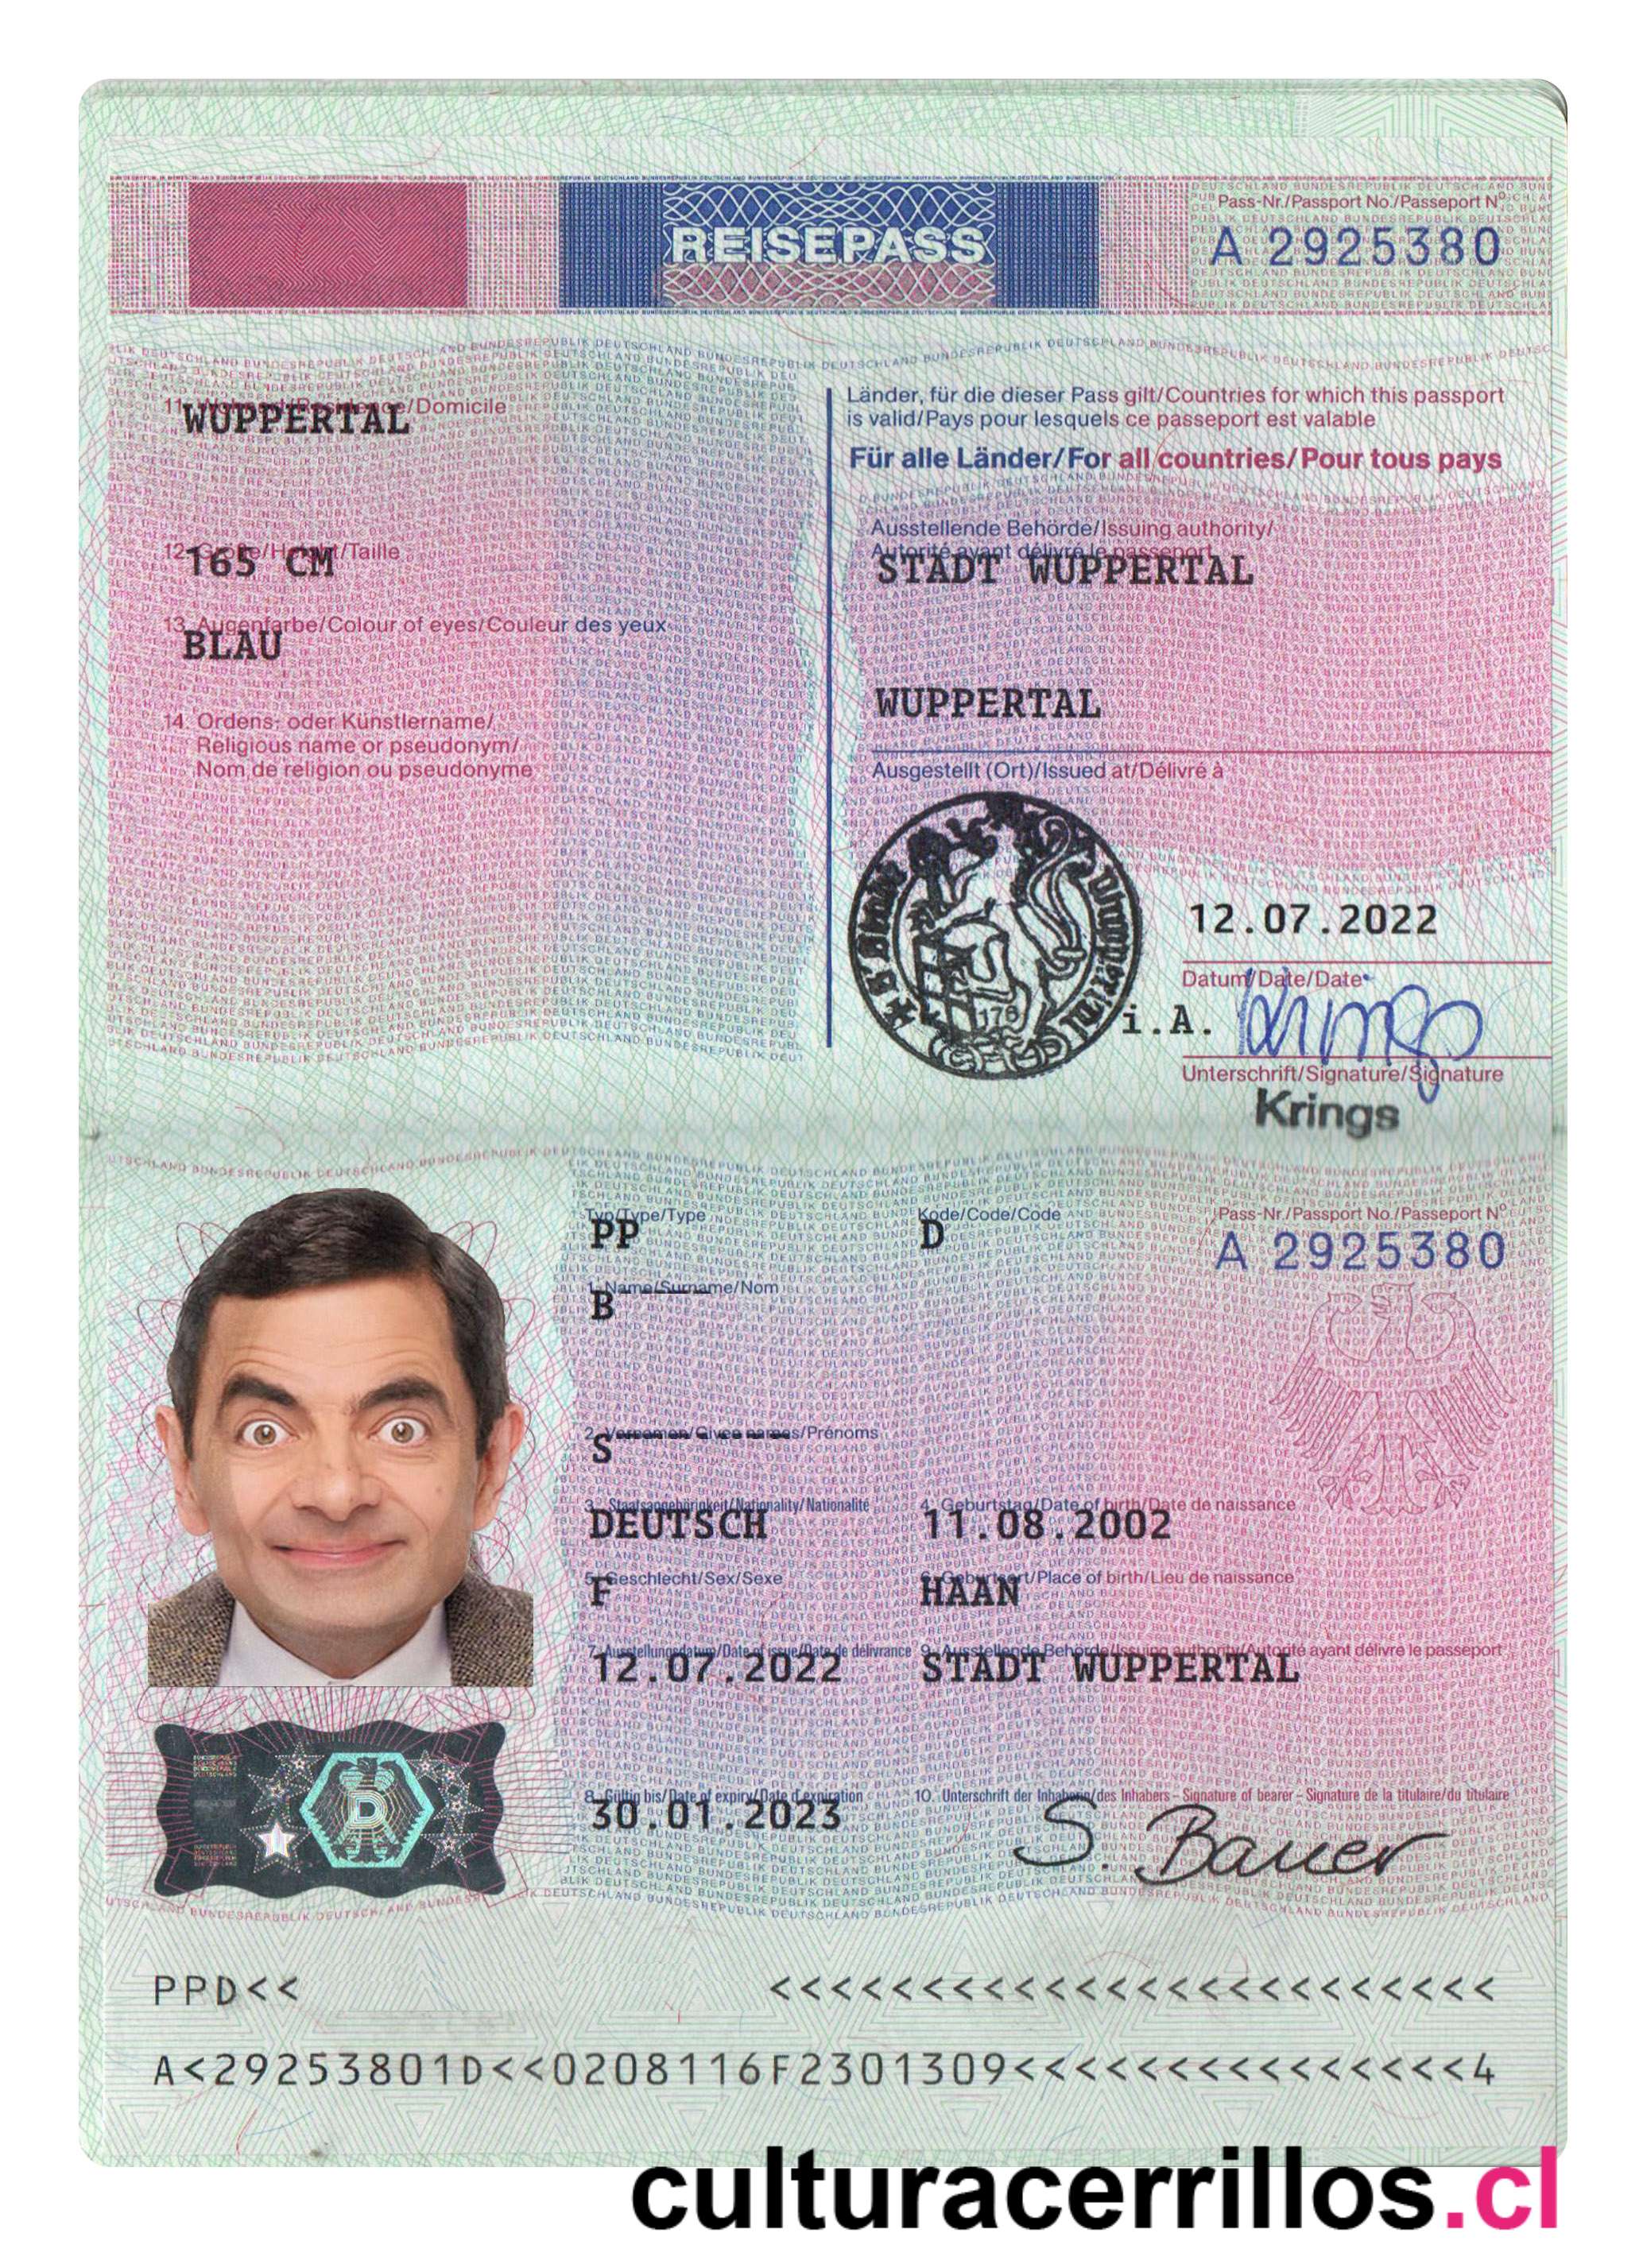 REISEPASS
Pass-Nr./Passport No./Passeport Nº
A 2925380
11. Wohnort/Residence/Domicile
WUPPERTAL
12. Größe/Height/Taille
165 CM
13. Augenfarbe/Colour of eyes/Couleur des yeux
BLAU
14. Ordens- oder Künstlername/
Religious name or pseudonym/
Nom de religion ou pseudonyme
Länder, für die dieser Pass gilt/Countries for which this passport
is valid/Pays pour lesquels ce passeport est valable
Für alle Länder/For all countries/Pour tous pays
Ausstellende Behörde/Issuing authority/
Autorité ayant délivré le passeport
STADT WUPPERTAL
WUPPERTAL
Ausgestellt (Ort)/Issued at/Délivré à
176
12.07.2022
Datum/Date/Date
i.A. Krings
Unterschrift/Signature/Signature
Krings
Typ/Type/Type
PP
Kode/Code/Code
D
Pass-Nr./Passport No./Passeport Nº
A 2925380
1. Name/Surname/Nom
B
2. Vornamen/Given names/Prénoms
S
3. Staatsangehörigkeit/Nationality/Nationalité
DEUTSCH
4. Geburtstag/Date of birth/Date de naissance
11.08.2002
5. Geschlecht/Sex/Sexe
F
6. Geburtsort/Place of birth/Lieu de naissance
HAAN
7. Ausstellungsdatum/Date of issue/Date de délivrance
12.07.2022
9. Ausstellende Behörde/Issuing authority/Autorité ayant délivré le passeport
STADT WUPPERTAL
8. Gültig bis/Date of expiry/Date d'expiration
30.01.2023
10. Unterschrift der Inhaberin/des Inhabers - Signature of bearer - Signature de la titulaire/du titulaire
S. Bauer
D
PPD<< <<<<<<<<<<<<<<<<<<<<<<<<
A<29253801D<<0208116F2301309<<<<<<<<<<<<<<<4
culturacerrillos.cl